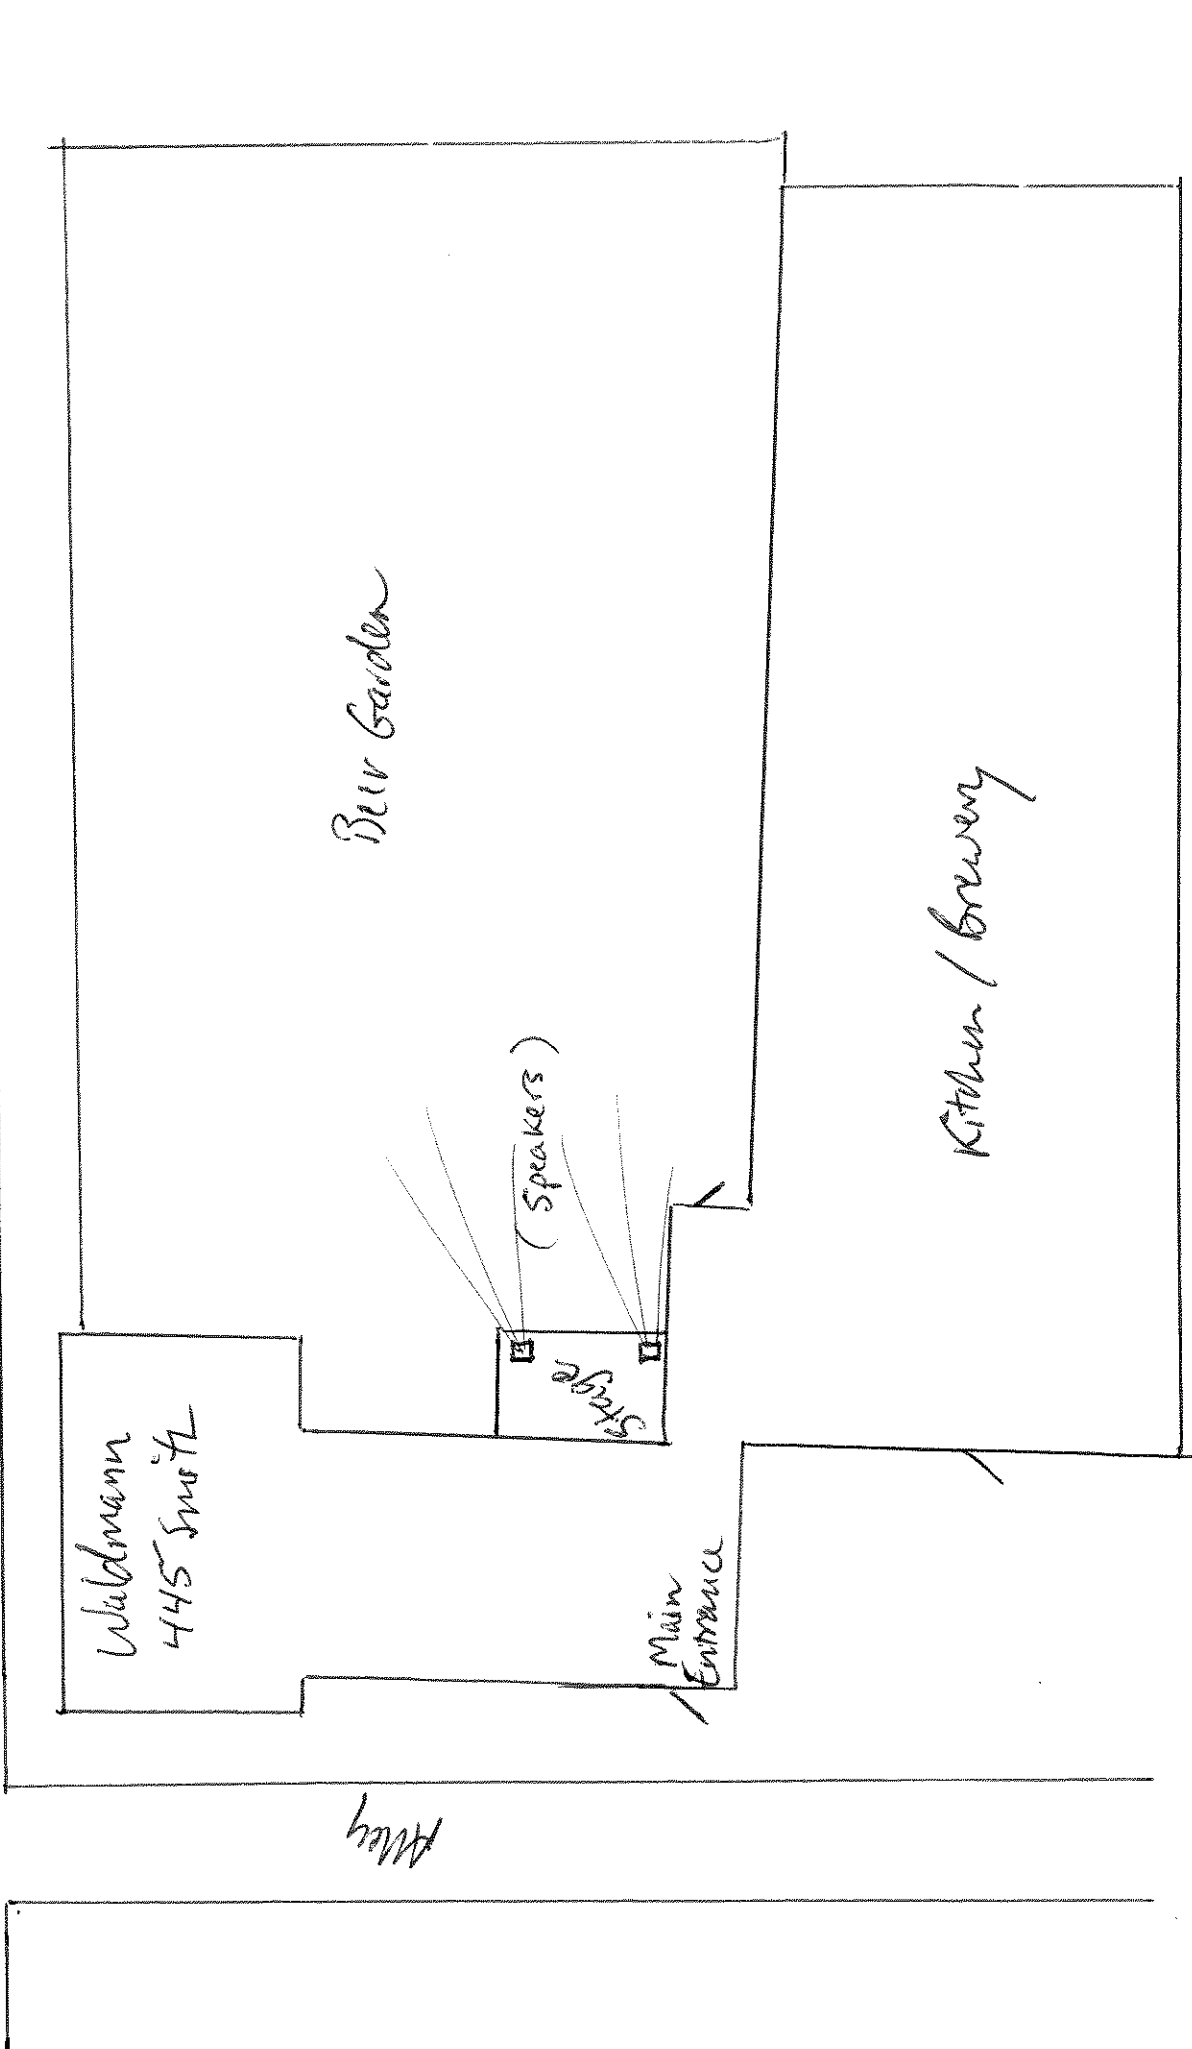 Waldmann
445 Smith
Beer Garden
(Speakers)
Stage
Kitchen / Brewery
Main
Entrance
Alley